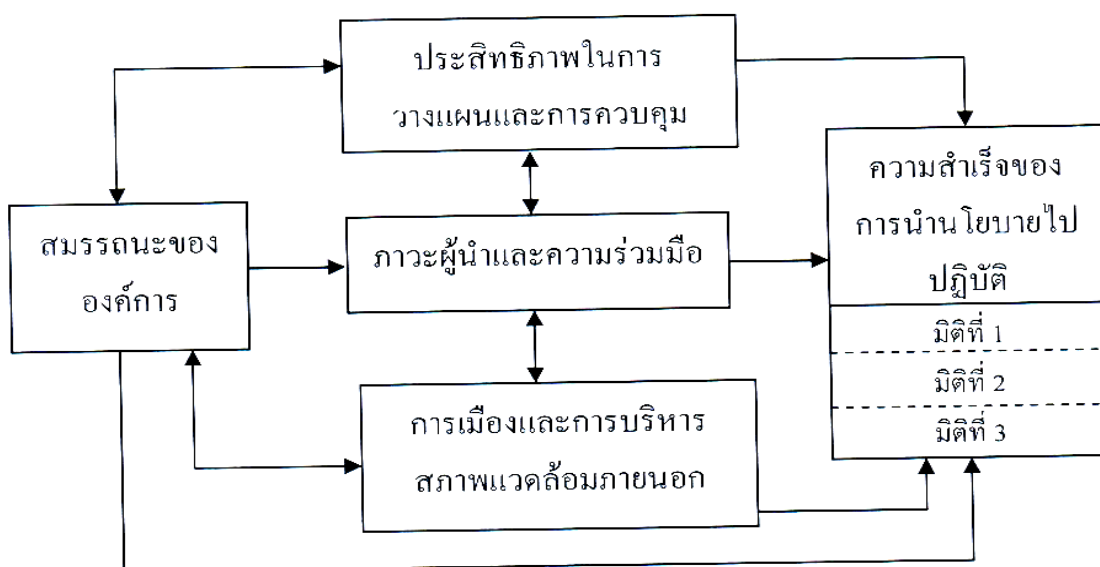 ประสิทธิภาพในการ
วางแผนและการควบคุม
สมรรถนะของ
องค์การ
ภาวะผู้นำและความร่วมมือ
การเมืองและการบริหาร
สภาพแวดล้อมภายนอก
ความสำเร็จของ
การนำนโยบายไป
ปฏิบัติ
มิติที่ 1
มิติที่ 2
มิติที่ 3